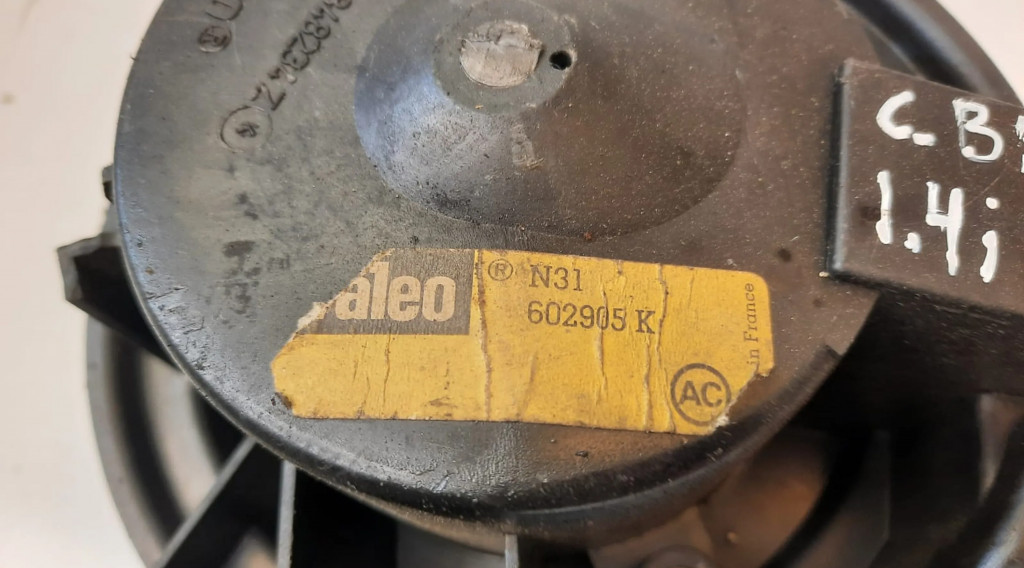 aleo ® N31
602905 K
in France
AC
C-B
1.4i